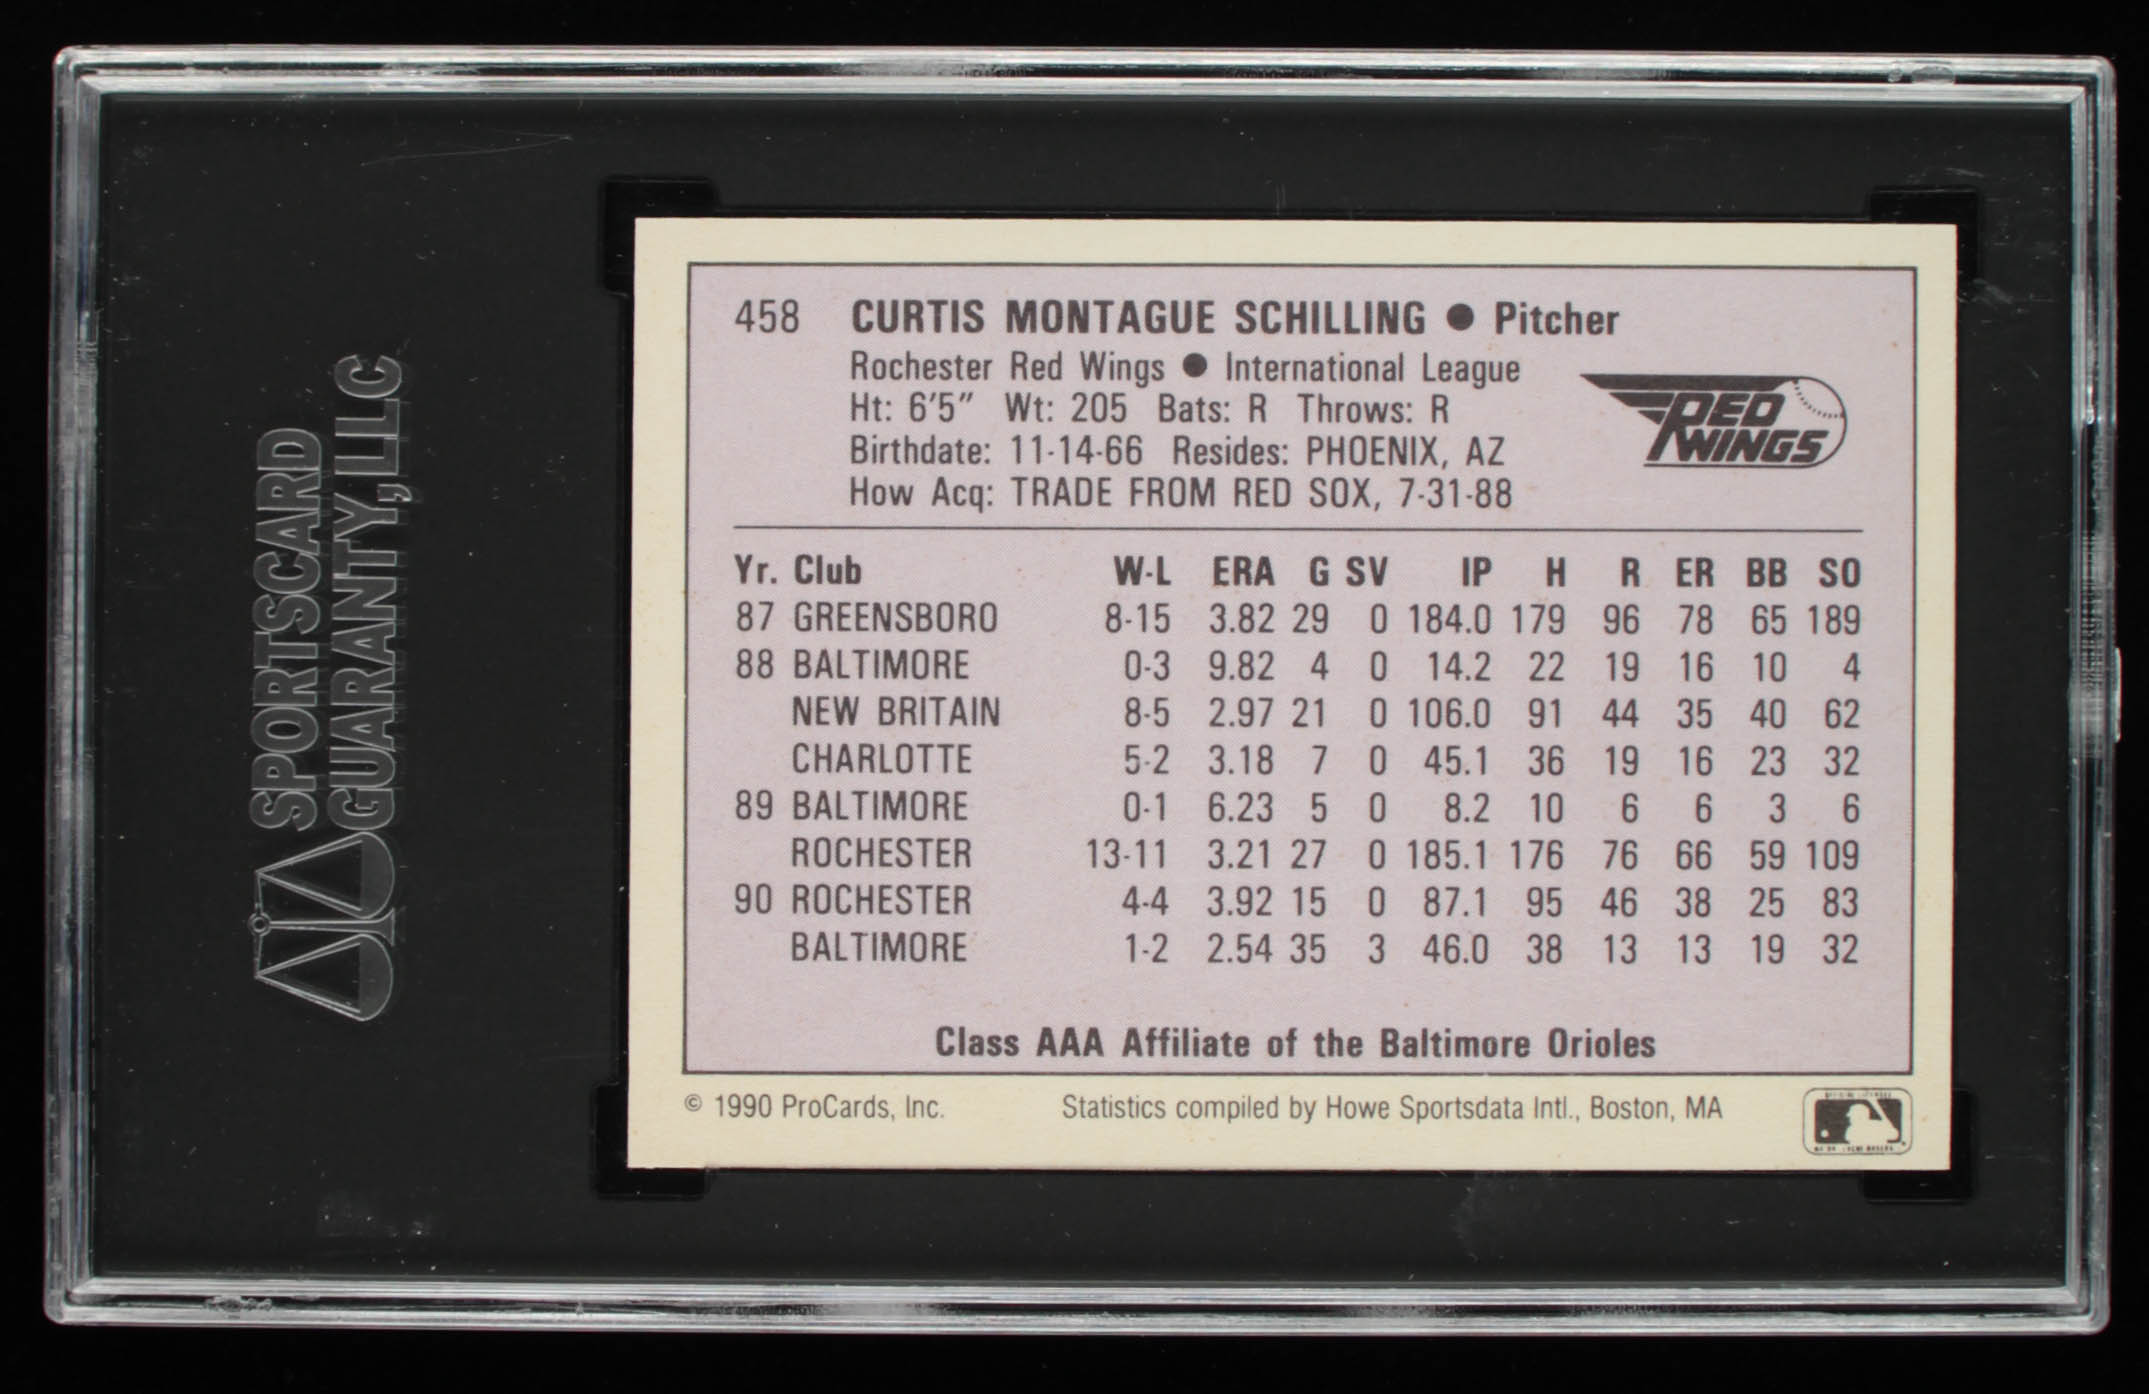 SPORTSCARD
GUARANTY, LLC
458 CURTIS MONTAGUE SCHILLING ● Pitcher
Rochester Red Wings ● International League
Ht: 6'5" Wt: 205 Bats: R Throws: R
Birthdate: 11-14-66 Resides: PHOENIX, AZ
How Acq: TRADE FROM RED SOX, 7-31-88
RED
WINGS
Yr. Club W-L ERA G SV IP H R ER BB SO
87 GREENSBORO 8-15 3.82 29 0 184.0 179 96 78 65 189
88 BALTIMORE 0-3 9.82 4 0 14.2 22 19 16 10 4
NEW BRITAIN 8-5 2.97 21 0 106.0 91 44 35 40 62
CHARLOTTE 5-2 3.18 7 0 45.1 36 19 16 23 32
89 BALTIMORE 0-1 6.23 5 0 8.2 10 6 6 3 6
ROCHESTER 13-11 3.21 27 0 185.1 176 76 66 59 109
90 ROCHESTER 4-4 3.92 15 0 87.1 95 46 38 25 83
BALTIMORE 1-2 2.54 35 3 46.0 38 13 13 19 32
Class AAA Affiliate of the Baltimore Orioles
© 1990 ProCards, Inc. Statistics compiled by Howe Sportsdata Intl., Boston, MA